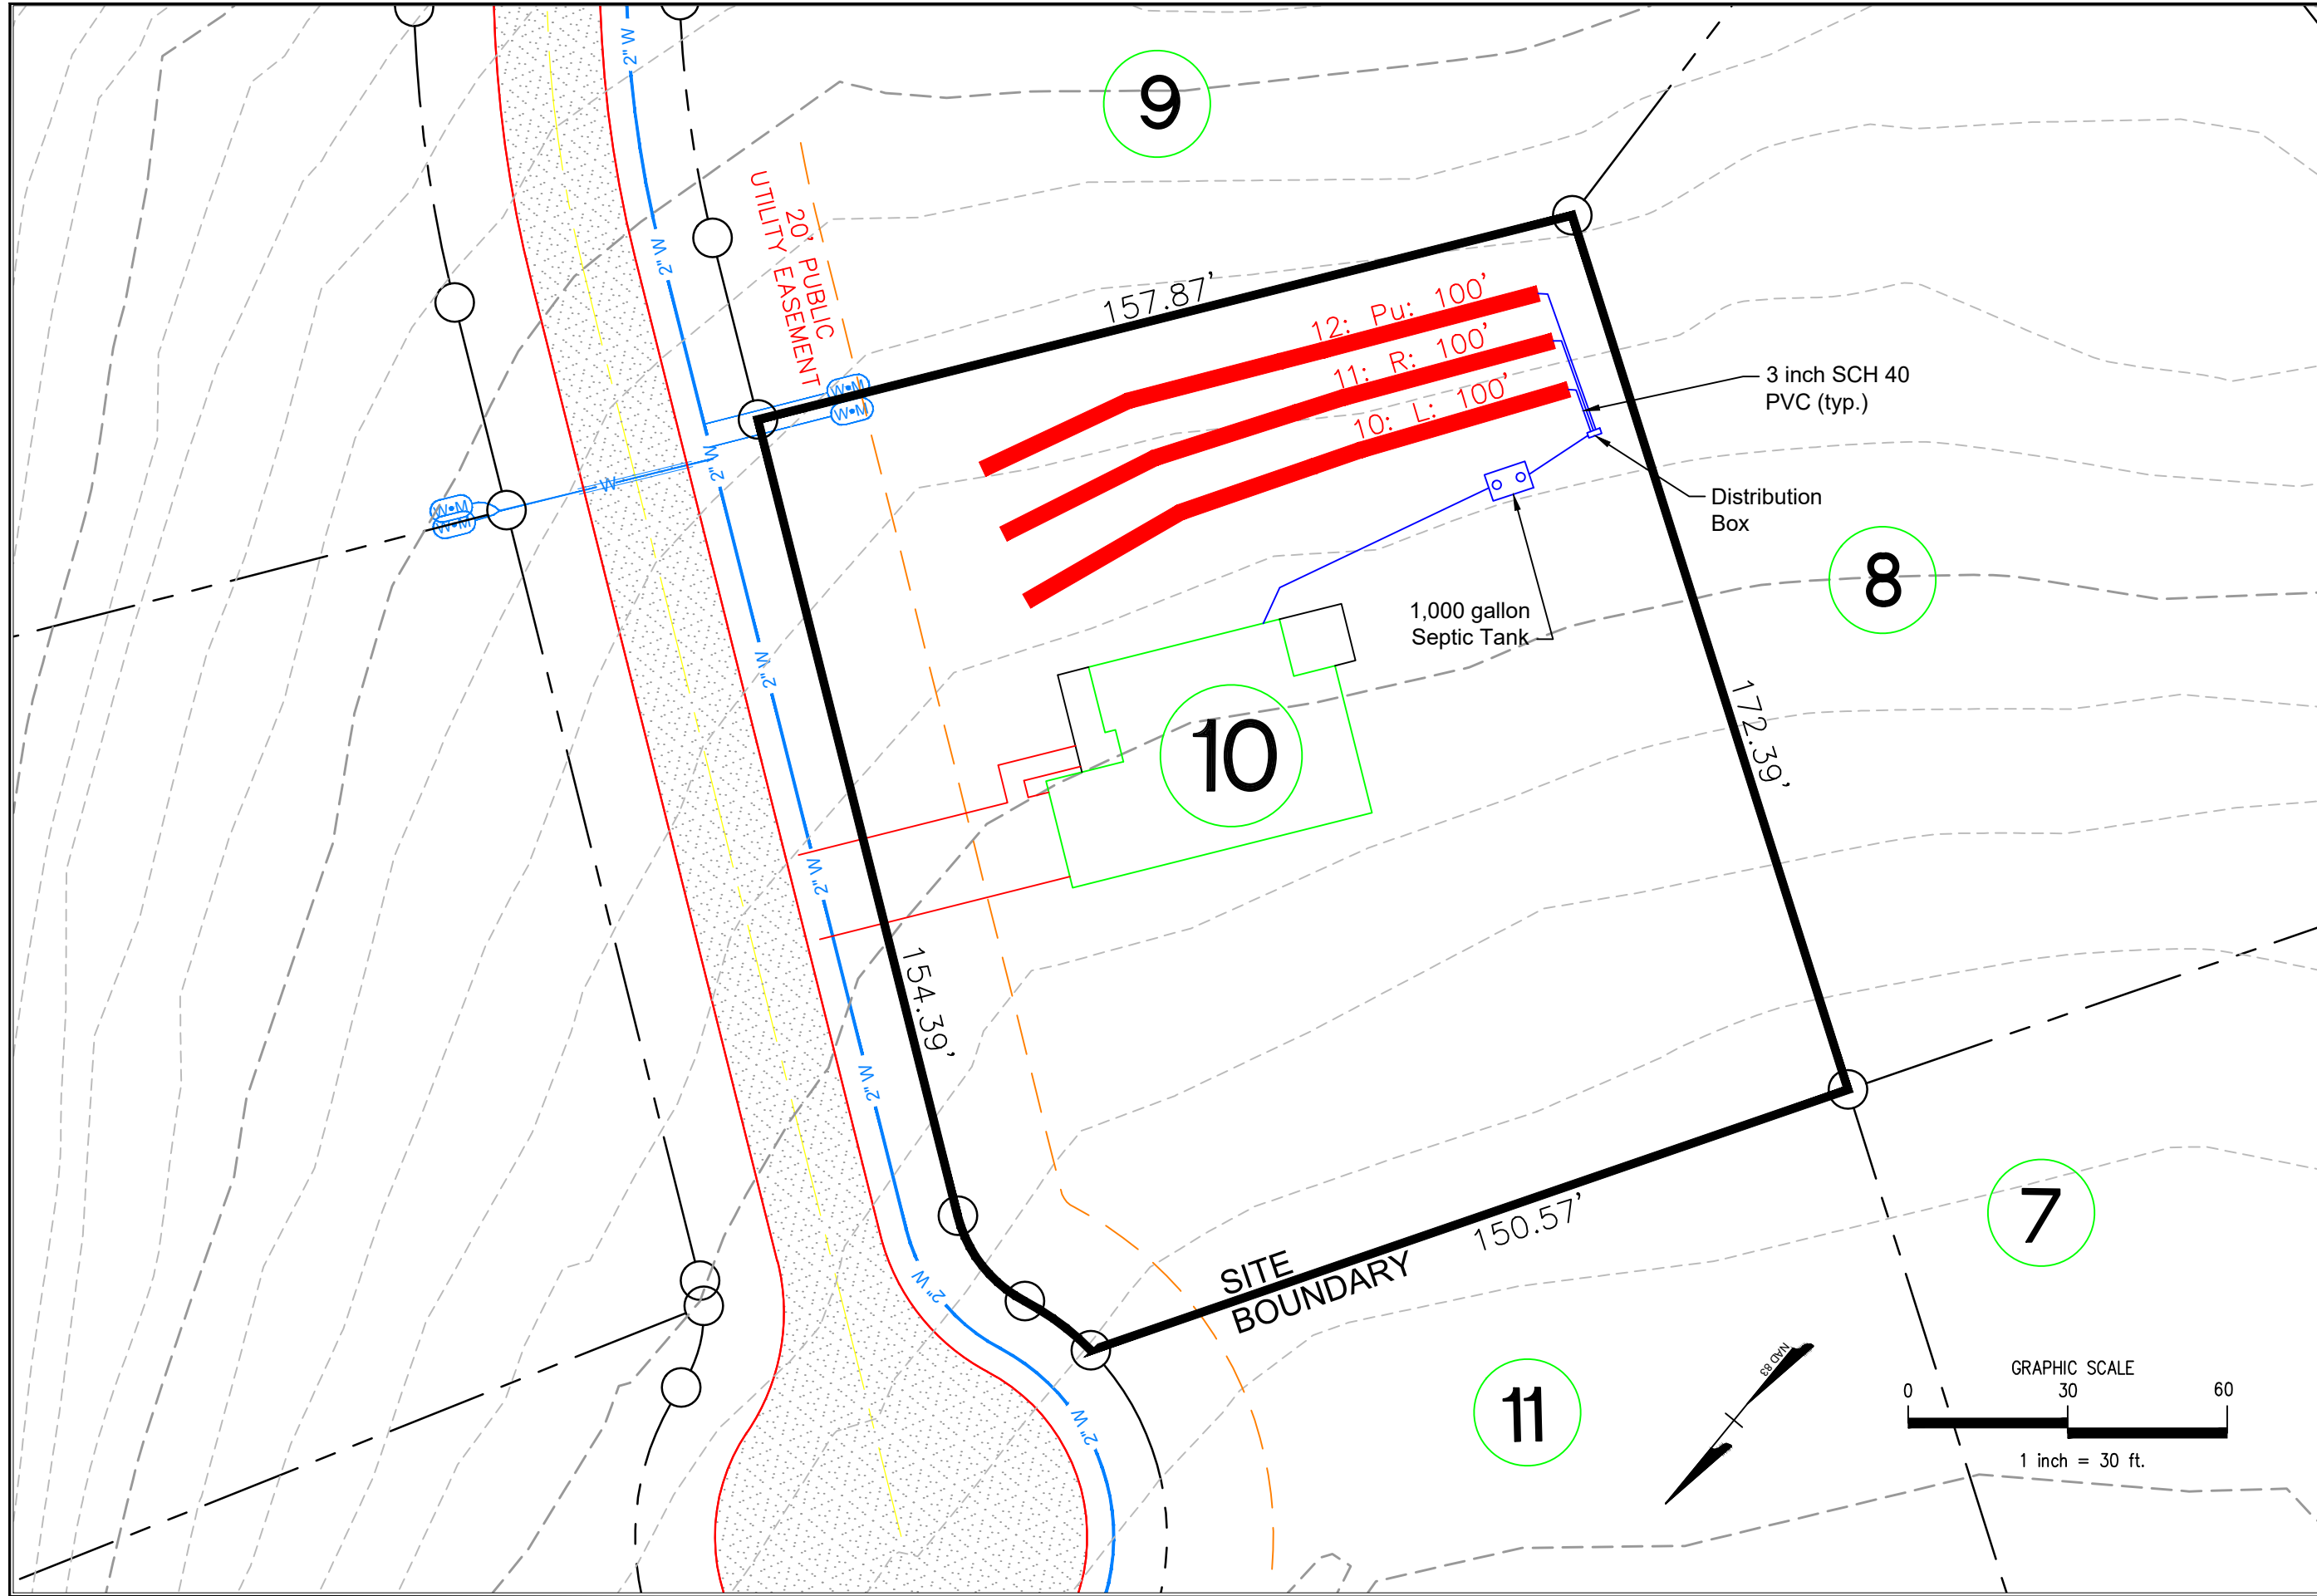 2"W
9
20' PUBLIC
UTILITY EASEMENT
2"W
157.87'
12: Pu: 100'
11: R: 100'
10: L: 100'
3 inch SCH 40
PVC (typ.)
W•M
W•M
2"W
W
W•M
W•M
Distribution
Box
8
1,000 gallon
Septic Tank
2"W
10
172.39'
2"W
154.39'
2"W
7
150.57'
SITE
BOUNDARY
2"W
11
2"W
NAD 83
GRAPHIC SCALE
0 30 60
1 inch = 30 ft.